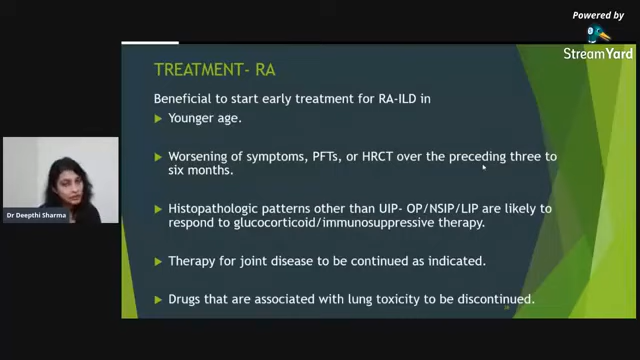 Powered by
StreamYard
TREATMENT- RA
Beneficial to start early treatment for RA-ILD in
Younger age.
Worsening of symptoms, PFTs, or HRCT over the preceding three to
six months.
Histopathologic patterns other than UIP- OP/NSIP/LIP are likely to
respond to glucocorticoid/immunosuppressive therapy.
Therapy for joint disease to be continued as indicated.
Drugs that are associated with lung toxicity to be discontinued.
Dr Deepthi Sharma